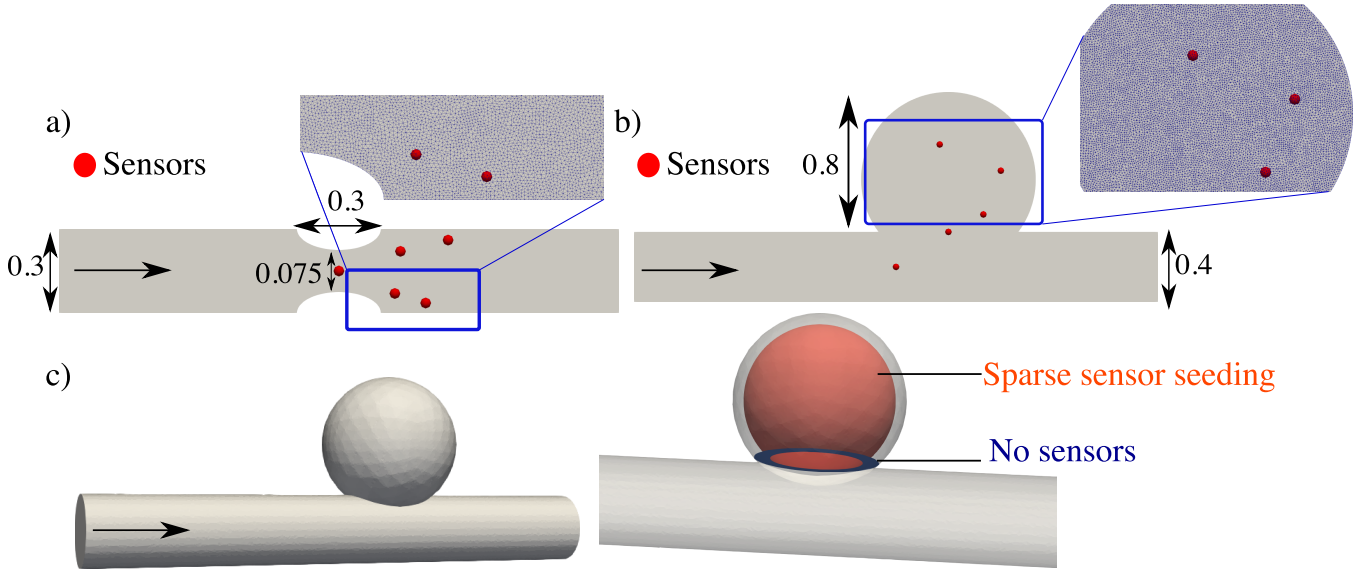 a)
Sensors
0.3
0.3
0.075
b)
Sensors
0.8
0.4
c)
Sparse sensor seeding
No sensors